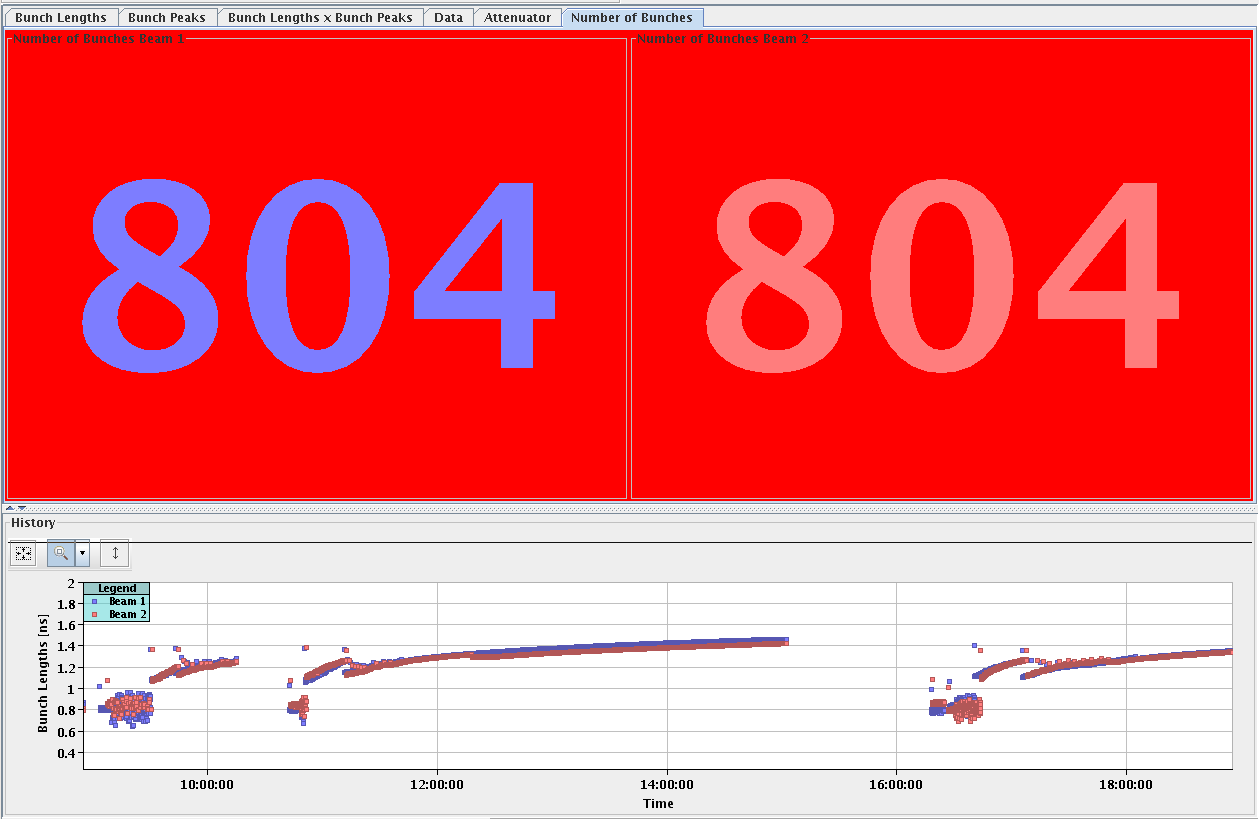 Bunch Lengths Bunch Peaks Bunch Lengths x Bunch Peaks Data Attenuator Number of Bunches
Number of Bunches Beam 1 Number of Bunches Beam 2
804 804
History
Legend
Beam 1
Beam 2
Bunch Lengths [ns]
2
1.8
1.6
1.4
1.2
1
0.8
0.6
0.4
10:00:00 12:00:00 14:00:00 16:00:00 18:00:00
Time